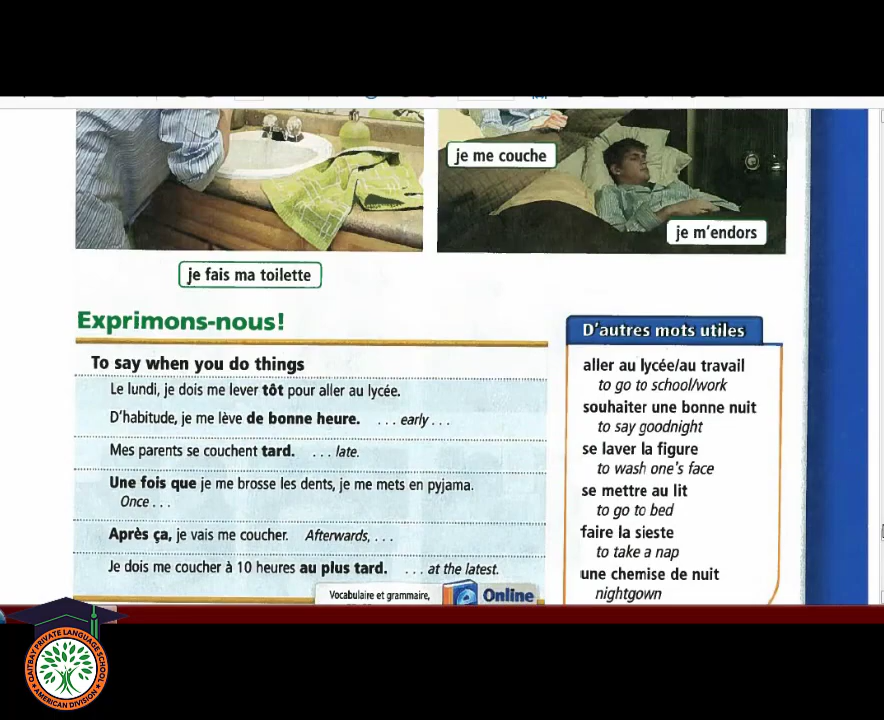 je me couche
je m'endors
je fais ma toilette
Exprimons-nous!
To say when you do things
Le lundi, je dois me lever tôt pour aller au lycée.
D'habitude, je me lève de bonne heure. . . . early . . .
Mes parents se couchent tard. . . . late.
Une fois que je me brosse les dents, je me mets en pyjama.
Once . . .
Après ça, je vais me coucher. Afterwards, . . .
Je dois me coucher à 10 heures au plus tard. . . . at the latest.
Vocabulaire et grammaire,
Online
D'autres mots utiles
aller au lycée/au travail
to go to school/work
souhaiter une bonne nuit
to say goodnight
se laver la figure
to wash one's face
se mettre au lit
to go to bed
faire la sieste
to take a nap
une chemise de nuit
nightgown
QAITBAY PRIVATE LANGUAGE SCHOOL
AMERICAN DIVISION